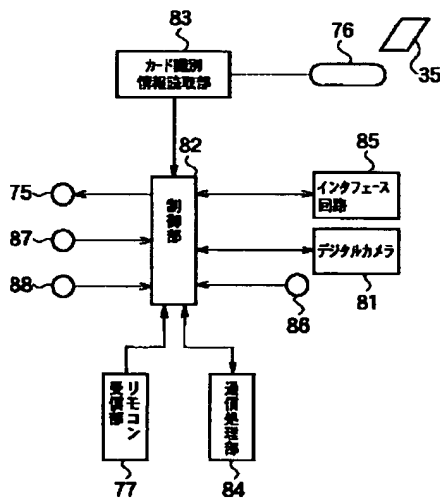 83
76
カード識別
情報読取部
35
82
85
75
制御部
インタフェース
回路
87
デジタルカメラ
88
81
86
リモコン
受信部
通信処理部
77
84